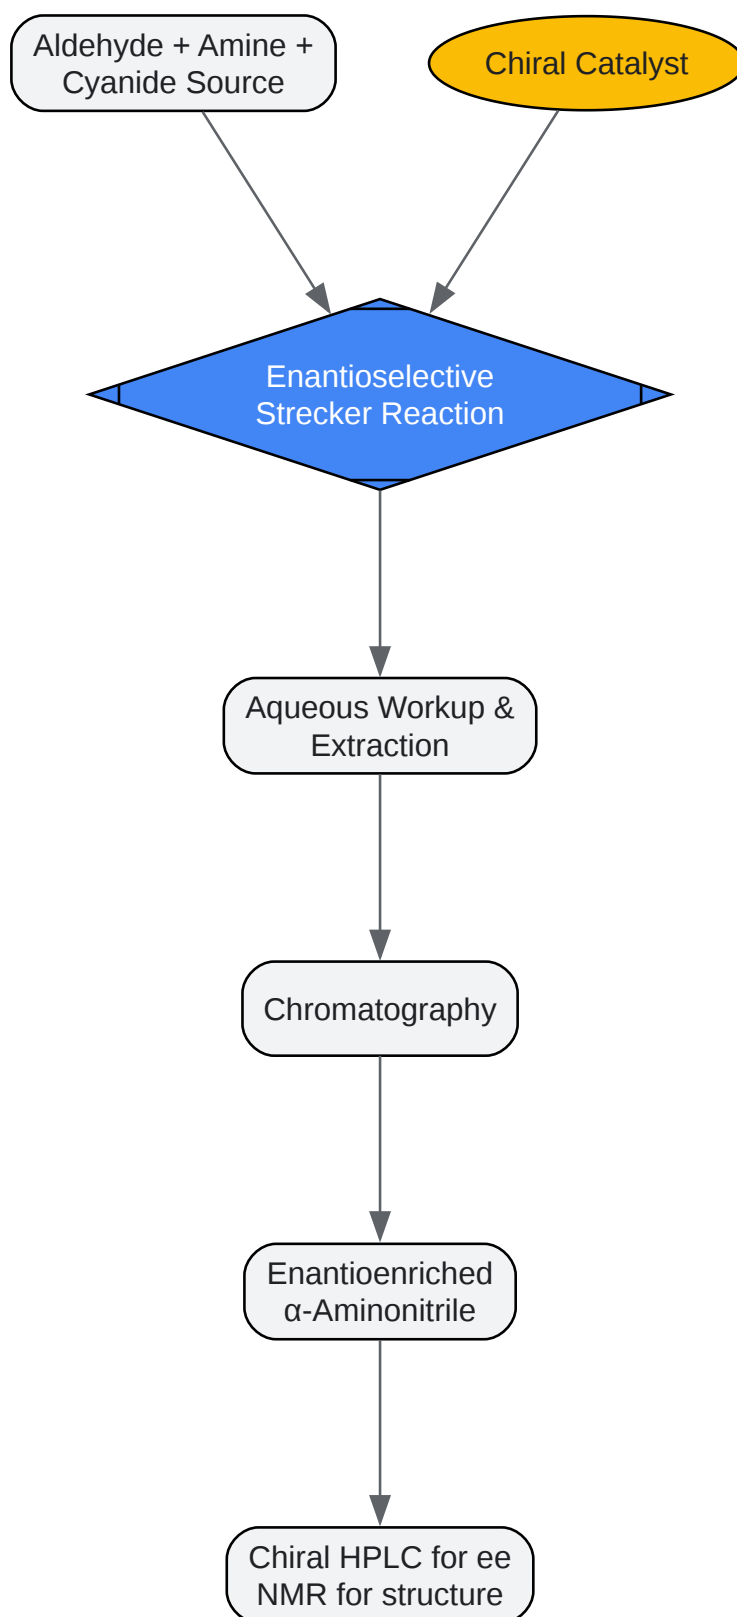 Aldehyde + Amine +
Cyanide Source
Chiral Catalyst
Enantioselective
Strecker Reaction
Aqueous Workup &
Extraction
Chromatography
Enantioenriched
α-Aminonitrile
Chiral HPLC for ee
NMR for structure